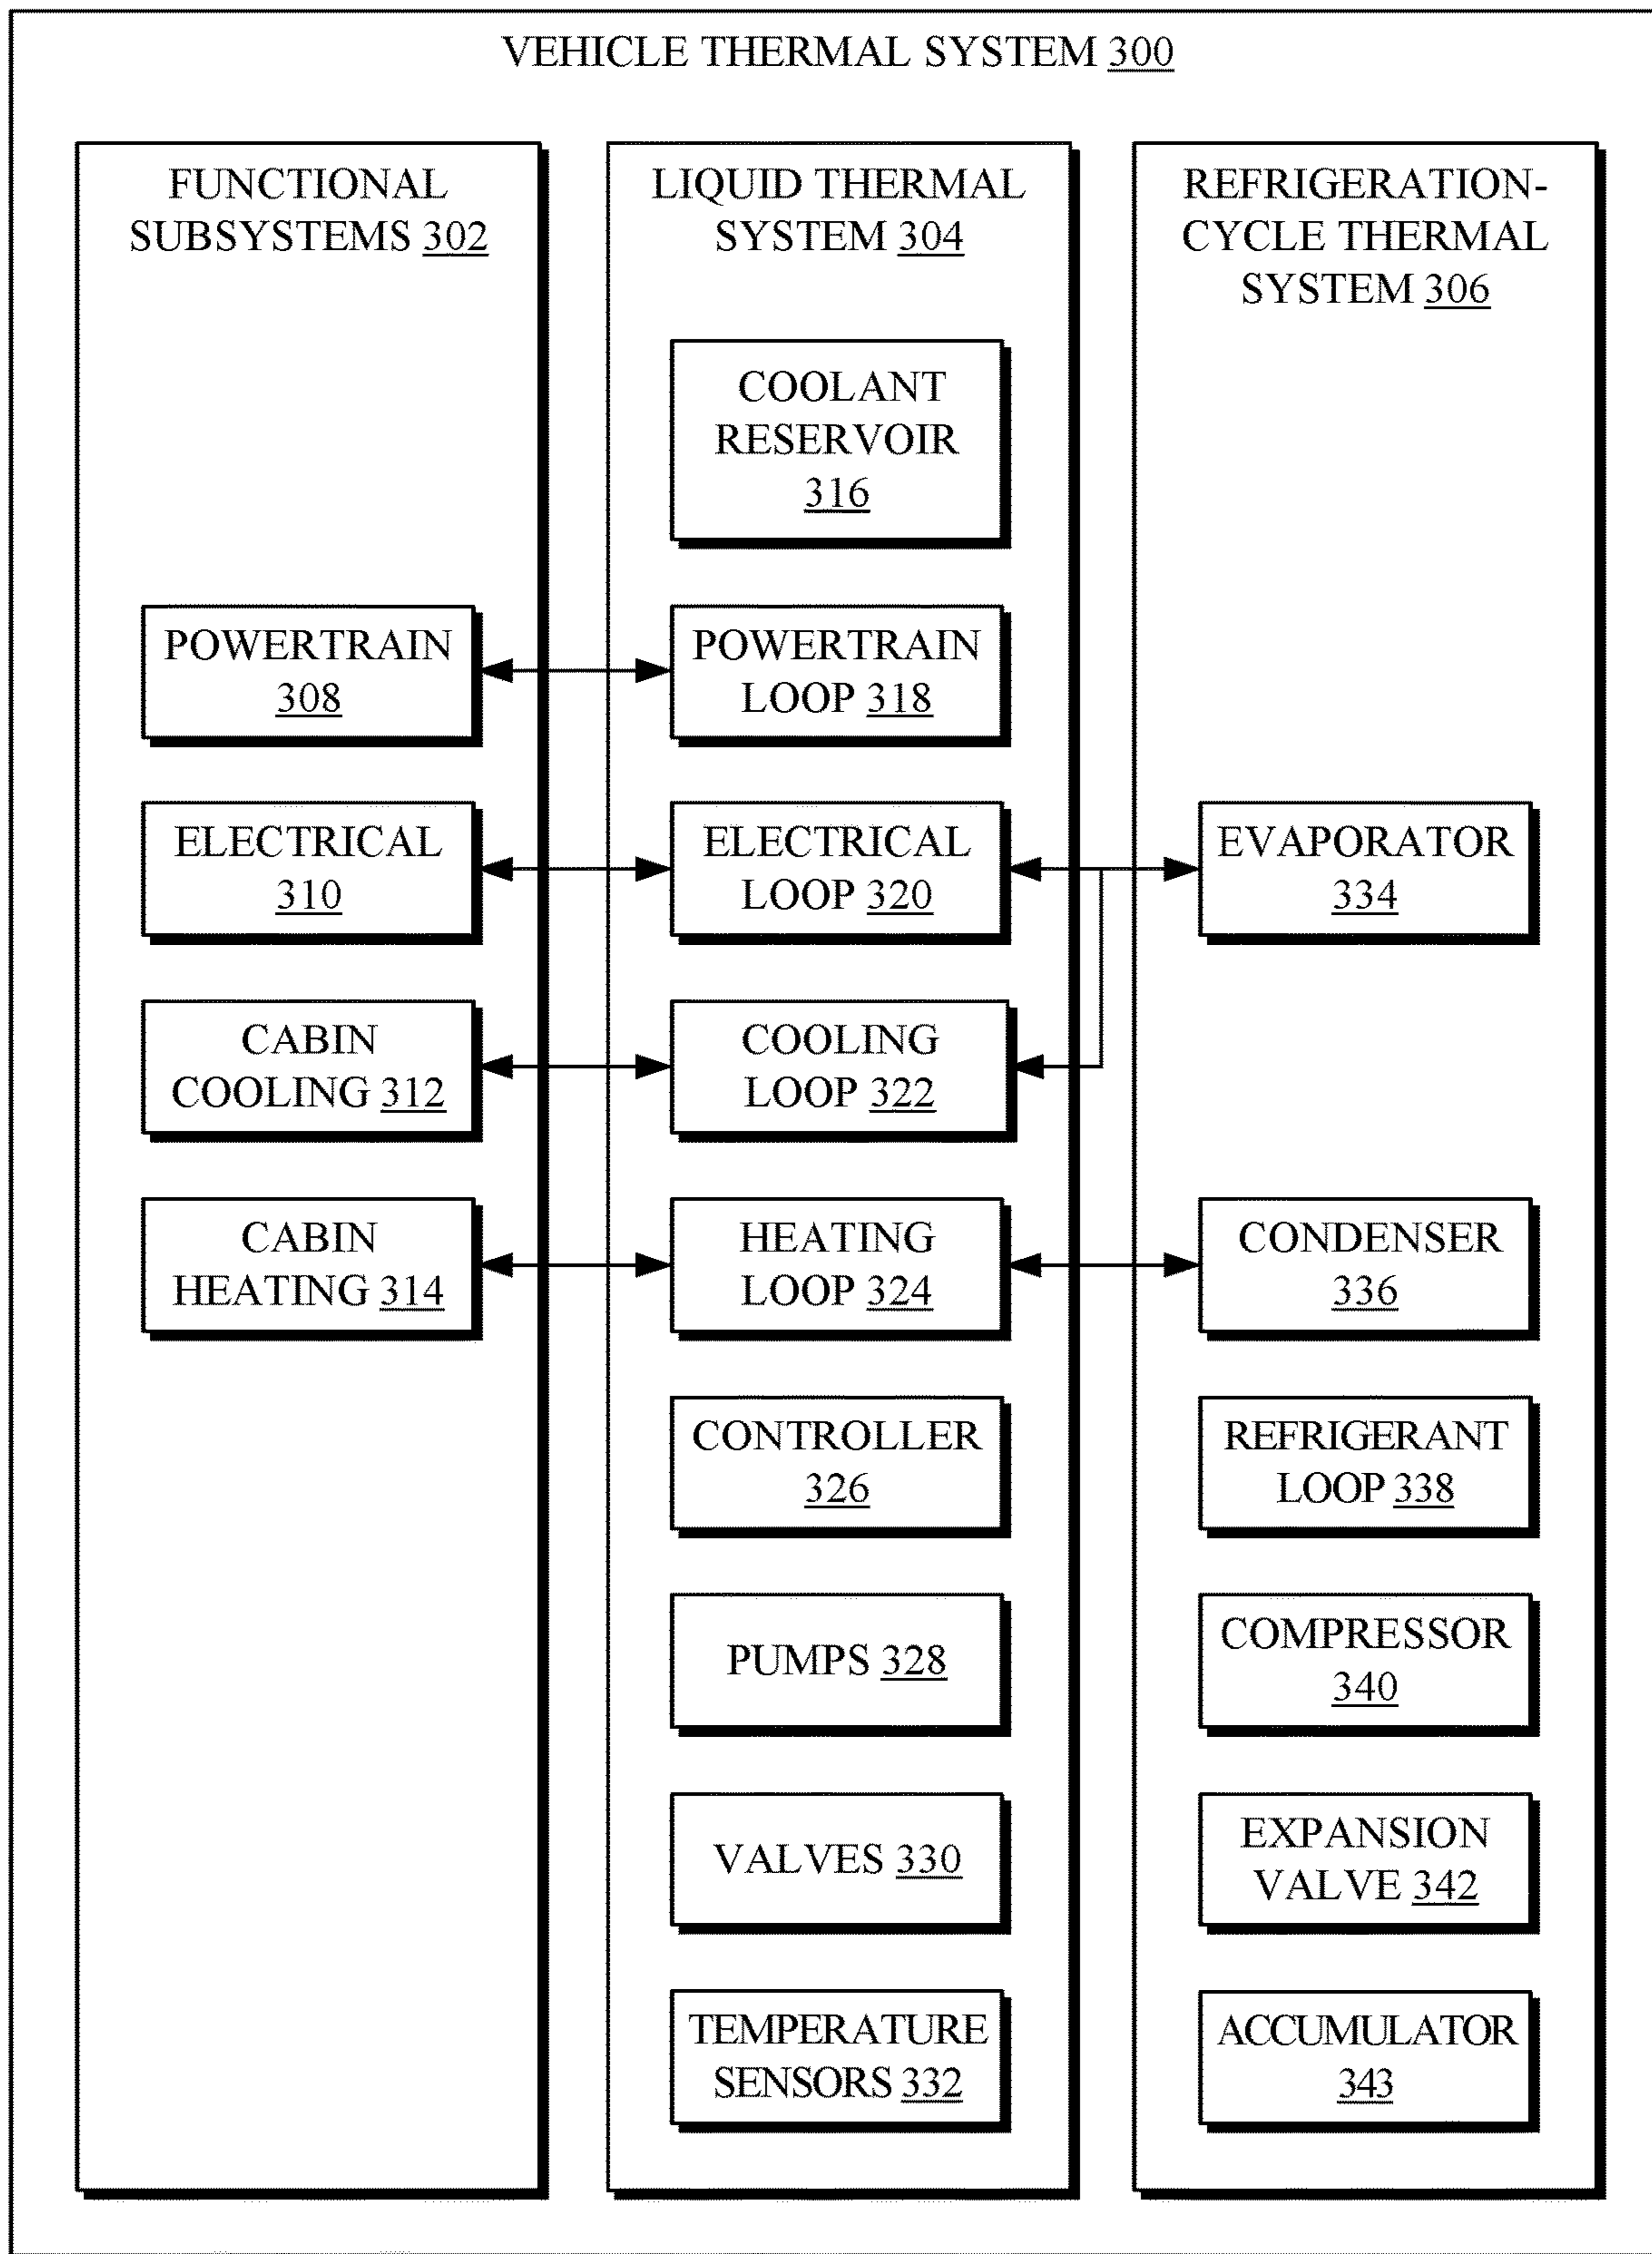 VEHICLE THERMAL SYSTEM 300
FUNCTIONAL
SUBSYSTEMS 302
POWERTRAIN
308
ELECTRICAL
310
CABIN
COOLING 312
CABIN
HEATING 314
LIQUID THERMAL
SYSTEM 304
COOLANT
RESERVOIR
316
POWERTRAIN
LOOP 318
ELECTRICAL
LOOP 320
COOLING
LOOP 322
HEATING
LOOP 324
CONTROLLER
326
PUMPS 328
VALVES 330
TEMPERATURE
SENSORS 332
REFRIGERATION-
CYCLE THERMAL
SYSTEM 306
EVAPORATOR
334
CONDENSER
336
REFRIGERANT
LOOP 338
COMPRESSOR
340
EXPANSION
VALVE 342
ACCUMULATOR
343